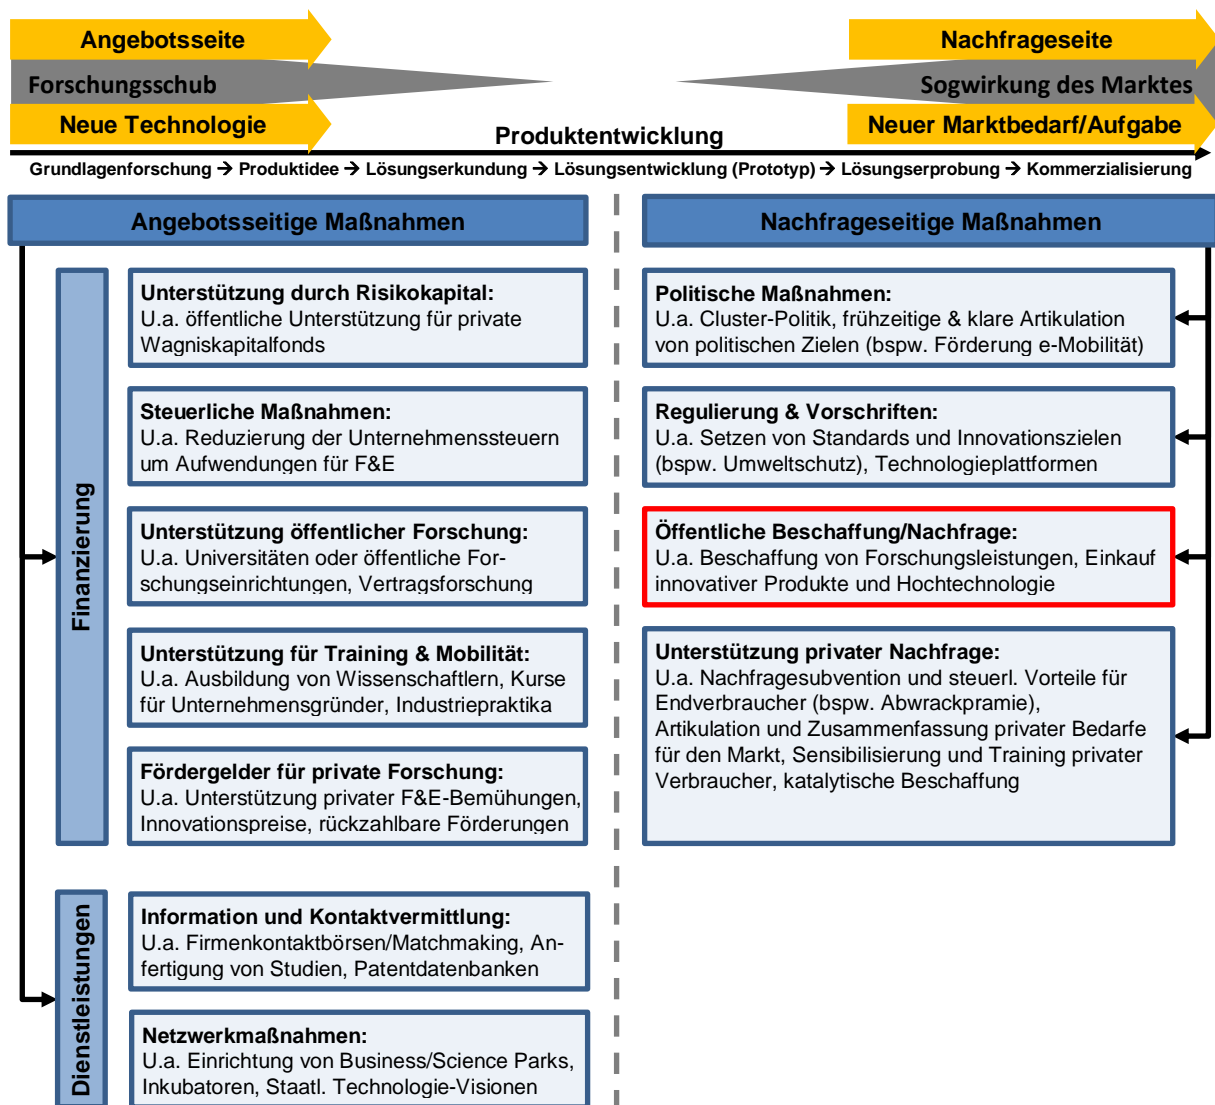 Angebotsseite
Nachfrageseite
Forschungsschub
Sogwirkung des Marktes
Neue Technologie
Neuer Marktbedarf/Aufgabe
Produktentwicklung
Grundlagenforschung → Produktidee → Lösungserkundung → Lösungsentwicklung (Prototyp) → Lösungserprobung → Kommerzialisierung
Angebotsseitige Maßnahmen
Finanzierung
Unterstützung durch Risikokapital:
U.a. öffentliche Unterstützung für private
Wagniskapitalfonds
Steuerliche Maßnahmen:
U.a. Reduzierung der Unternehmenssteuern
um Aufwendungen für F&E
Unterstützung öffentlicher Forschung:
U.a. Universitäten oder öffentliche For-
schungseinrichtungen, Vertragsforschung
Unterstützung für Training & Mobilität:
U.a. Ausbildung von Wissenschaftlern, Kurse
für Unternehmensgründer, Industriepraktika
Fördergelder für private Forschung:
U.a. Unterstützung privater F&E-Bemühungen,
Innovationspreise, rückzahlbare Förderungen
Dienstleistungen
Information und Kontaktvermittlung:
U.a. Firmenkontaktbörsen/Matchmaking, An-
fertigung von Studien, Patentdatenbanken
Netzwerkmaßnahmen:
U.a. Einrichtung von Business/Science Parks,
Inkubatoren, Staatl. Technologie-Visionen
Nachfrageseitige Maßnahmen
Politische Maßnahmen:
U.a. Cluster-Politik, frühzeitige & klare Artikulation
von politischen Zielen (bspw. Förderung e-Mobilität)
Regulierung & Vorschriften:
U.a. Setzen von Standards und Innovationszielen
(bspw. Umweltschutz), Technologieplattformen
Öffentliche Beschaffung/Nachfrage:
U.a. Beschaffung von Forschungsleistungen, Einkauf
innovativer Produkte und Hochtechnologie
Unterstützung privater Nachfrage:
U.a. Nachfragesubvention und steuerl. Vorteile für
Endverbraucher (bspw. Abwrackpramie),
Artikulation und Zusammenfassung privater Bedarfe
für den Markt, Sensibilisierung und Training privater
Verbraucher, katalytische Beschaffung